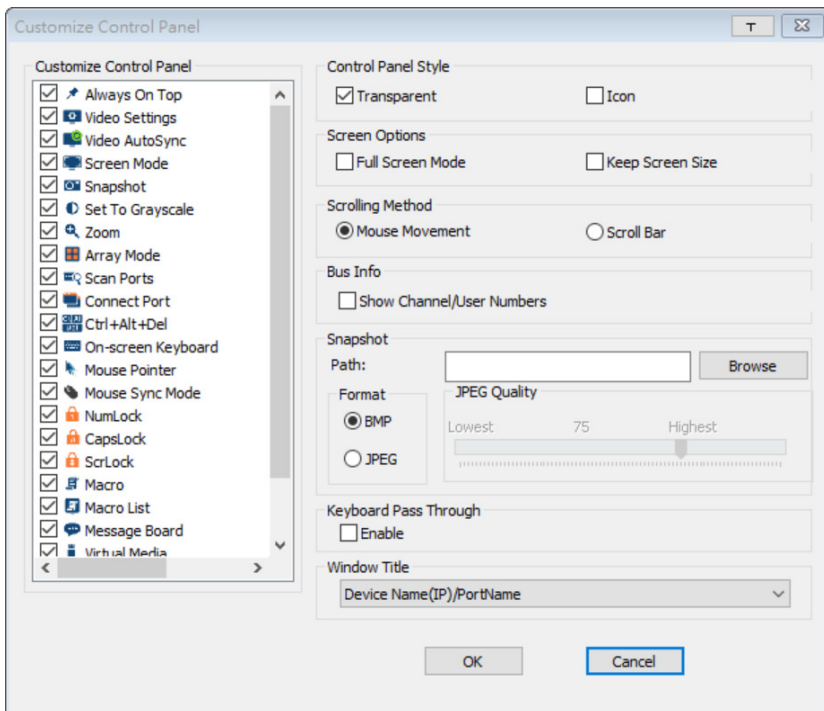 Customize Control Panel
T
Customize Control Panel
Always On Top
Video Settings
Video AutoSync
Screen Mode
Snapshot
Set To Grayscale
Zoom
Array Mode
Scan Ports
Connect Port
Ctrl+Alt+Del
On-screen Keyboard
Mouse Pointer
Mouse Sync Mode
NumLock
CapsLock
ScrLock
Macro
Macro List
Message Board
Virtual Media
Control Panel Style
Transparent Icon
Screen Options
Full Screen Mode Keep Screen Size
Scrolling Method
Mouse Movement Scroll Bar
Bus Info
Show Channel/User Numbers
Snapshot
Path: Browse
Format
BMP
JPEG
JPEG Quality
Lowest 75 Highest
Keyboard Pass Through
Enable
Window Title
Device Name(IP)/PortName
OK Cancel